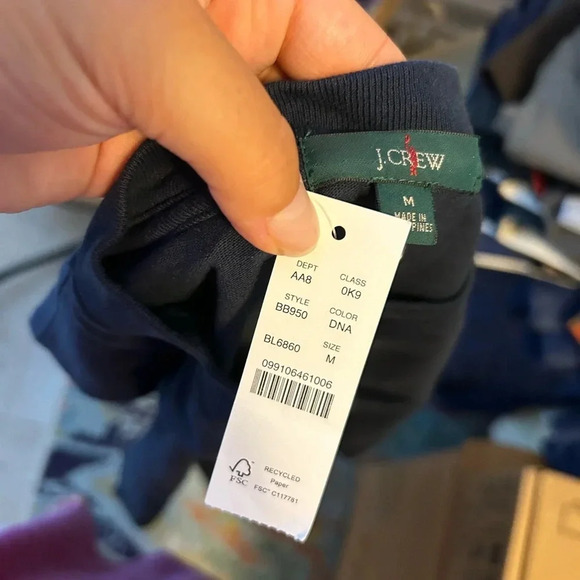 J.CREW
M
MADE IN
DEPT CLASS
AA8 0K9
STYLE COLOR
BB950 DNA
BL6860 SIZE
M
099106461006
FSC
RECYCLED
Paper
FSC® C117781